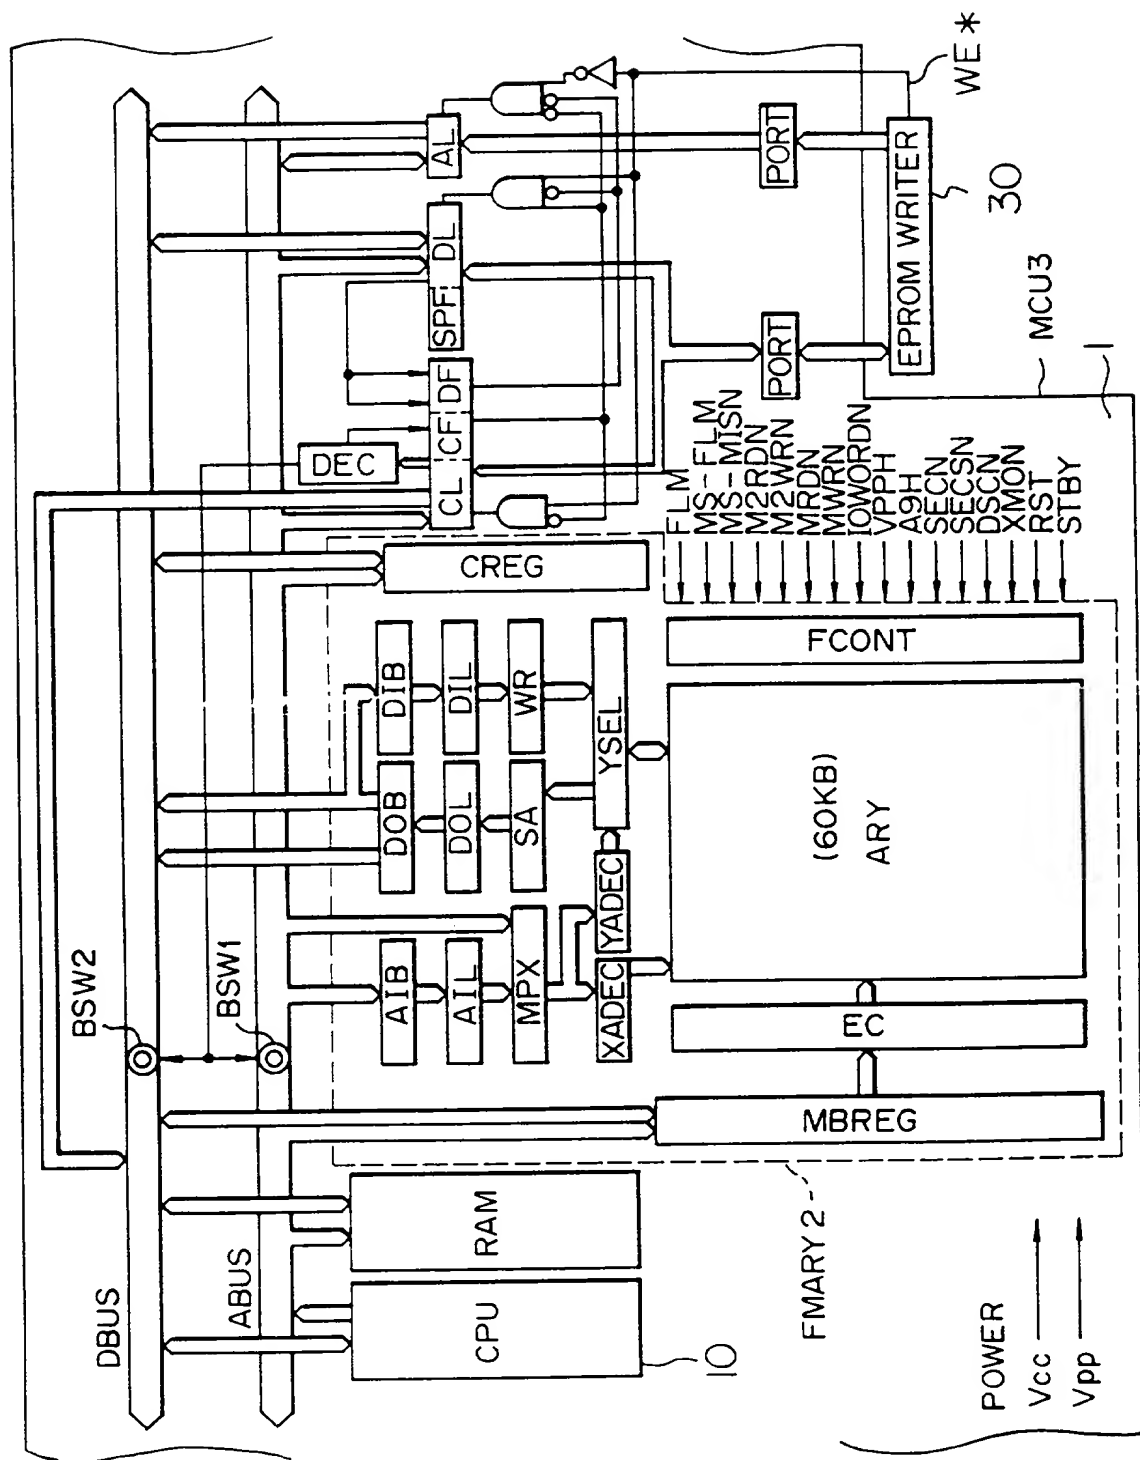 DBUS
BSW2
ABUS
BSW1
CPU
10
RAM
FMARY2
MBREG
EC
(60KB)
ARY
FCONT
XADEC
YADEC
YSEL
MPX
AIL
AIB
SA
DOL
DOB
WR
DIL
DIB
CREG
DEC
CL
CF
DF
SPF
DL
AL
PORT
PORT
EPROM WRITER
30
WE*
MCU3
1
FLM
MS-FLM
MS-MISN
M2RDN
M2WRN
MRDN
MWRN
IOWORDN
VPPH
A9H
SECN
SECSN
DSCN
XMON
RST
STBY
POWER
Vcc
Vpp